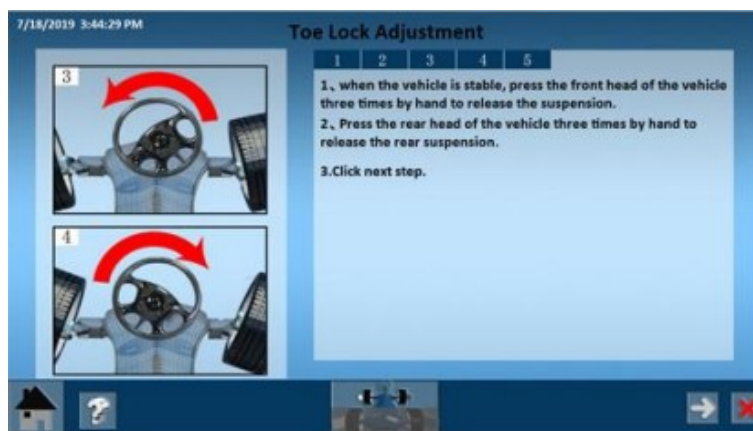 7/18/2019 3:44:29 PM
Toe Lock Adjustment
1 2 3 4 5
3
4
1、when the vehicle is stable, press the front head of the vehicle
three times by hand to release the suspension.
2、Press the rear head of the vehicle three times by hand to
release the rear suspension.
3.Click next step.